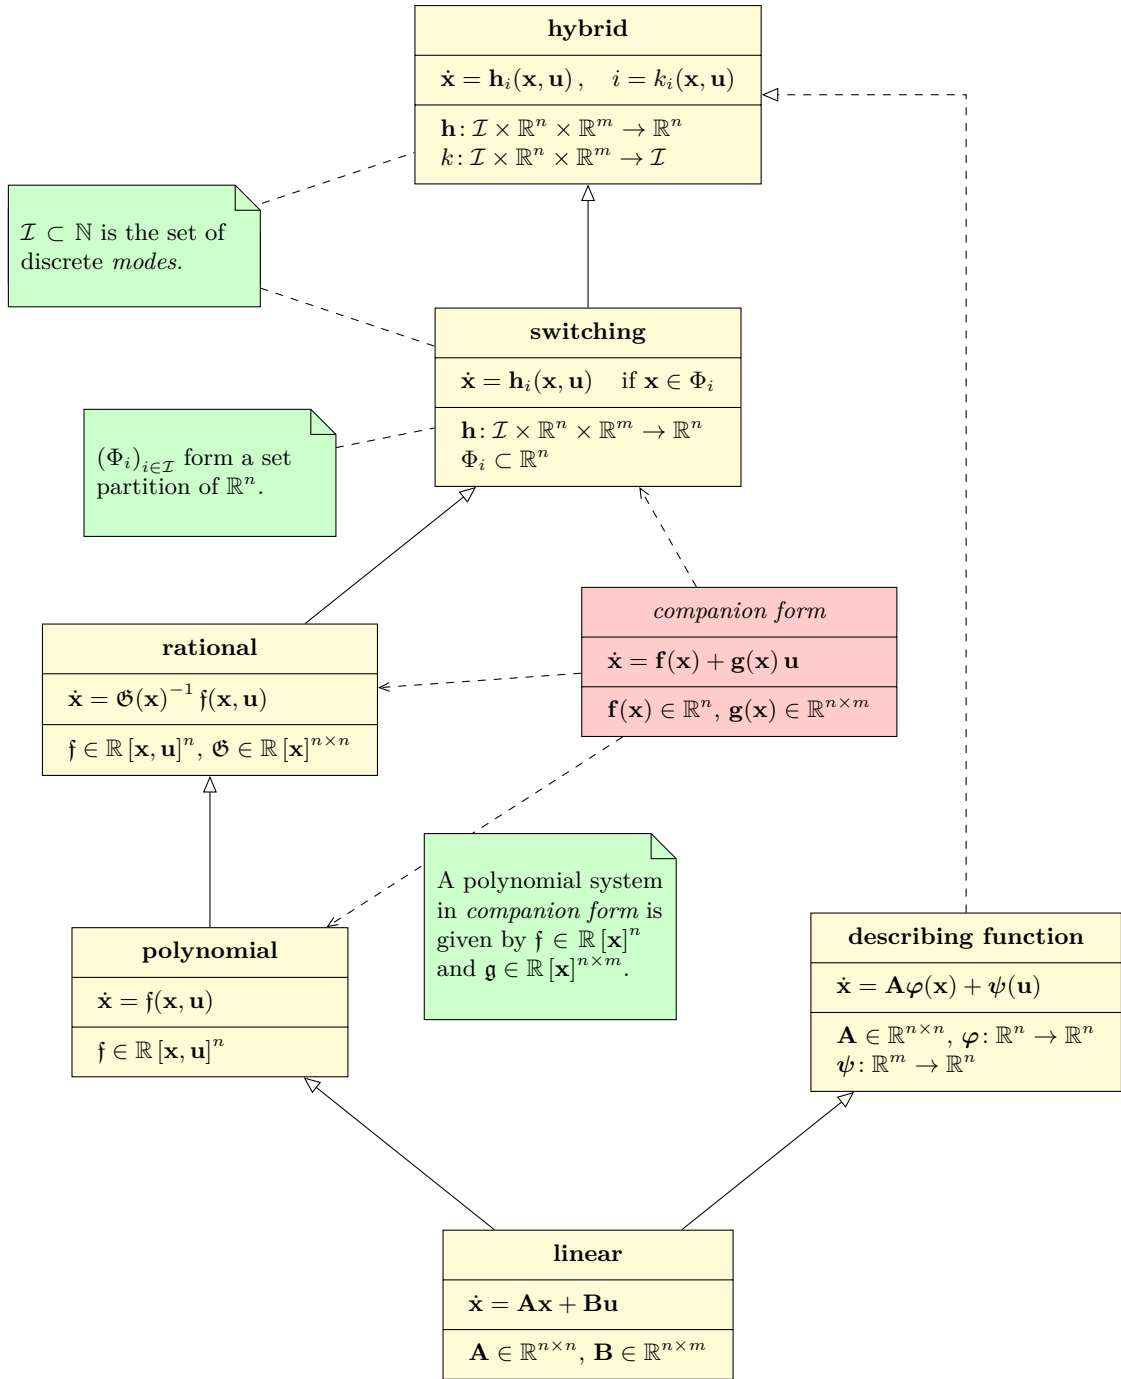 hybrid
ẋ = hᵢ(x, u) ,   i = kᵢ(x, u)
h: ℐ × ℝⁿ × ℝᵐ → ℝⁿ
k: ℐ × ℝⁿ × ℝᵐ → ℐ
ℐ ⊂ ℕ is the set of
discrete modes.
switching
ẋ = hᵢ(x, u)   if x ∈ Φᵢ
h: ℐ × ℝⁿ × ℝᵐ → ℝⁿ
Φᵢ ⊂ ℝⁿ
(Φᵢ)_{i∈ℐ} form a set
partition of ℝⁿ.
companion form
ẋ = f(x) + g(x) u
f(x) ∈ ℝⁿ, g(x) ∈ ℝⁿˣᵐ
rational
ẋ = 𝕲(x)⁻¹ 𝔣(x, u)
𝔣 ∈ ℝ [x, u]ⁿ, 𝕲 ∈ ℝ [x]ⁿˣⁿ
A polynomial system
in companion form is
given by 𝔣 ∈ ℝ [x]ⁿ
and 𝖌 ∈ ℝ [x]ⁿˣᵐ.
polynomial
ẋ = 𝔣(x, u)
𝔣 ∈ ℝ [x, u]ⁿ
describing function
ẋ = Aφ(x) + ψ(u)
A ∈ ℝⁿˣⁿ, φ: ℝⁿ → ℝⁿ
ψ: ℝᵐ → ℝⁿ
linear
ẋ = Ax + Bu
A ∈ ℝⁿˣⁿ, B ∈ ℝⁿˣᵐ